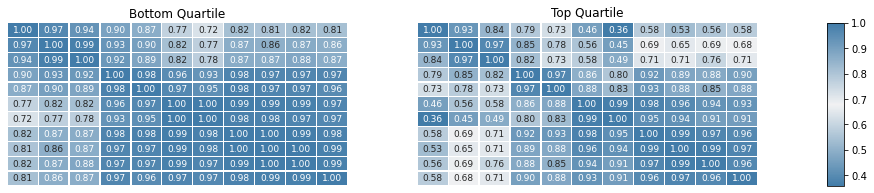 Bottom Quartile
1.00 0.97 0.94 0.90 0.87 0.77 0.72 0.82 0.81 0.82 0.81
0.97 1.00 0.99 0.93 0.90 0.82 0.77 0.87 0.86 0.87 0.86
0.94 0.99 1.00 0.92 0.89 0.82 0.78 0.87 0.87 0.88 0.87
0.90 0.93 0.92 1.00 0.98 0.96 0.93 0.98 0.97 0.97 0.97
0.87 0.90 0.89 0.98 1.00 0.97 0.95 0.98 0.97 0.97 0.96
0.77 0.82 0.82 0.96 0.97 1.00 1.00 0.99 0.99 0.99 0.97
0.72 0.77 0.78 0.93 0.95 1.00 1.00 0.98 0.98 0.97 0.97
0.82 0.87 0.87 0.98 0.98 0.99 0.98 1.00 1.00 0.99 0.98
0.81 0.86 0.87 0.97 0.97 0.99 0.98 1.00 1.00 1.00 0.99
0.82 0.87 0.88 0.97 0.97 0.99 0.97 0.99 1.00 1.00 0.99
0.81 0.86 0.87 0.97 0.96 0.97 0.97 0.98 0.99 0.99 1.00
Top Quartile
1.00 0.93 0.84 0.79 0.73 0.46 0.36 0.58 0.53 0.56 0.58
0.93 1.00 0.97 0.85 0.78 0.56 0.45 0.69 0.65 0.69 0.68
0.84 0.97 1.00 0.82 0.73 0.58 0.49 0.71 0.71 0.76 0.71
0.79 0.85 0.82 1.00 0.97 0.86 0.80 0.92 0.89 0.88 0.90
0.73 0.78 0.73 0.97 1.00 0.88 0.83 0.93 0.88 0.85 0.88
0.46 0.56 0.58 0.86 0.88 1.00 0.99 0.98 0.96 0.94 0.93
0.36 0.45 0.49 0.80 0.83 0.99 1.00 0.95 0.94 0.91 0.91
0.58 0.69 0.71 0.92 0.93 0.98 0.95 1.00 0.99 0.97 0.96
0.53 0.65 0.71 0.89 0.88 0.96 0.94 0.99 1.00 0.99 0.97
0.56 0.69 0.76 0.88 0.85 0.94 0.91 0.97 0.99 1.00 0.96
0.58 0.68 0.71 0.90 0.88 0.93 0.91 0.96 0.97 0.96 1.00
1.0
0.9
0.8
0.7
0.6
0.5
0.4